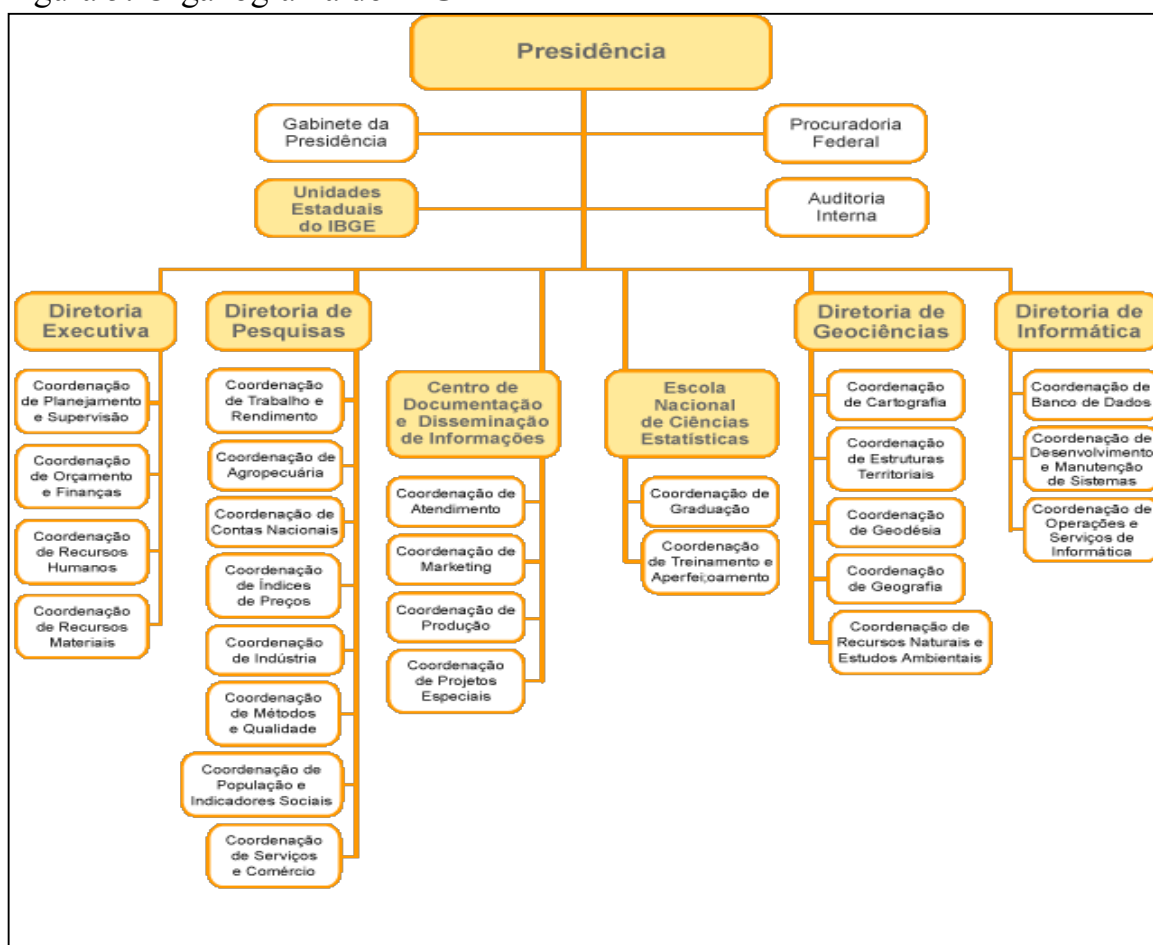 Figura Organograma do
Presidência
Gabinete da
Presidência
Procuradoria
Federal
Unidades
Estaduais
do IBGE
Auditoria
Interna
Diretoria
Executiva
Coordenação
de Planejamento
e Supervisão
Coordenação
de Orçamento
e Finanças
Coordenação
de Recursos
Humanos
Coordenação
de Recursos
Materiais
Diretoria de
Pesquisas
Coordenação
de Trabalho e
Rendimento
Coordenação de
Agropecuária
Coordenação de
Contas Nacionais
Coordenação
de Índices
de Preços
Coordenação
de Indústria
Coordenação
de Métodos
e Qualidade
Coordenação de
População e
Indicadores Sociais
Coordenação
de Serviços
e Comércio
Centro de
Documentação
e Disseminação
de Informações
Coordenação de
Atendimento
Coordenação de
Marketing
Coordenação de
Produção
Coordenação
de Projetos
Especiais
Escola
Nacional
de Ciências
Estatísticas
Coordenação de
Graduação
Coordenação
de Treinamento e
Aperfei;oamento
Diretoria de
Geociências
Coordenação
de Cartografia
Coordenação
de Estruturas
Territoriais
Coordenação
de Geodésia
Coordenação
de Geografia
Coordenação de
Recursos Naturais e
Estudos Ambientais
Diretoria de
Informática
Coordenação de
Banco de Dados
Coordenação de
Desenvolvimento
e Manutenção
de Sistemas
Coordenação de
Operações e
Serviços de
Informática